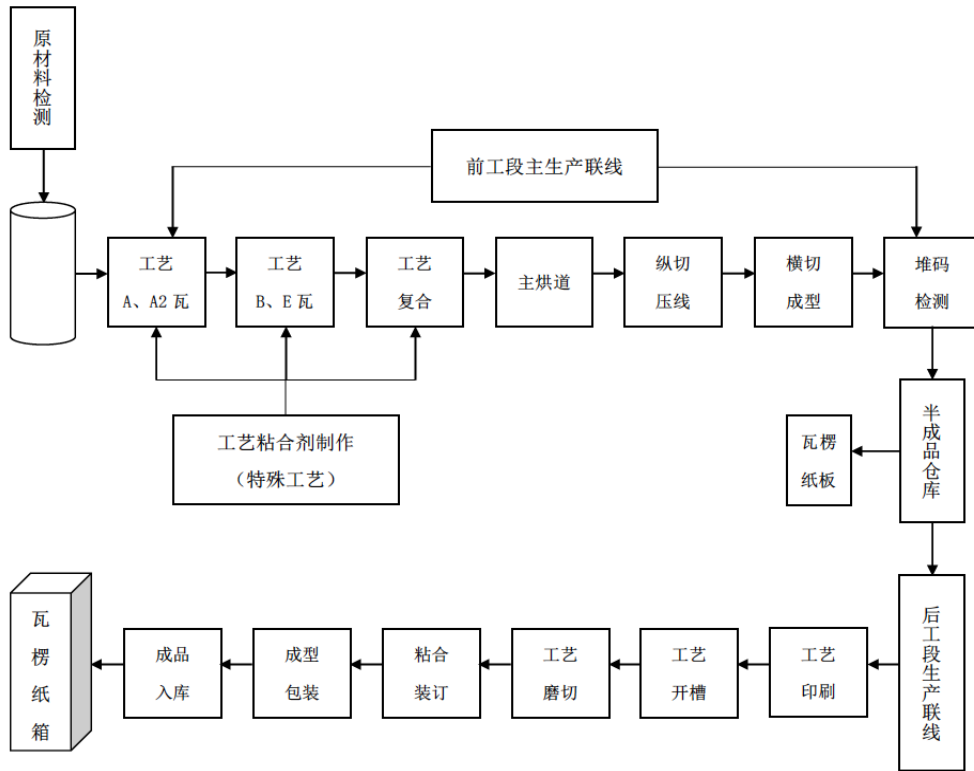 原材料检测
前工段主生产联线
工艺
A、A2瓦
工艺
B、E瓦
工艺
复合
主烘道
纵切
压线
横切
成型
堆码
检测
工艺粘合剂制作
（特殊工艺）
瓦楞
纸板
半成品仓库
后工段生产联线
工艺
印刷
工艺
开槽
工艺
磨切
粘合
装订
成型
包装
成品
入库
瓦楞纸箱